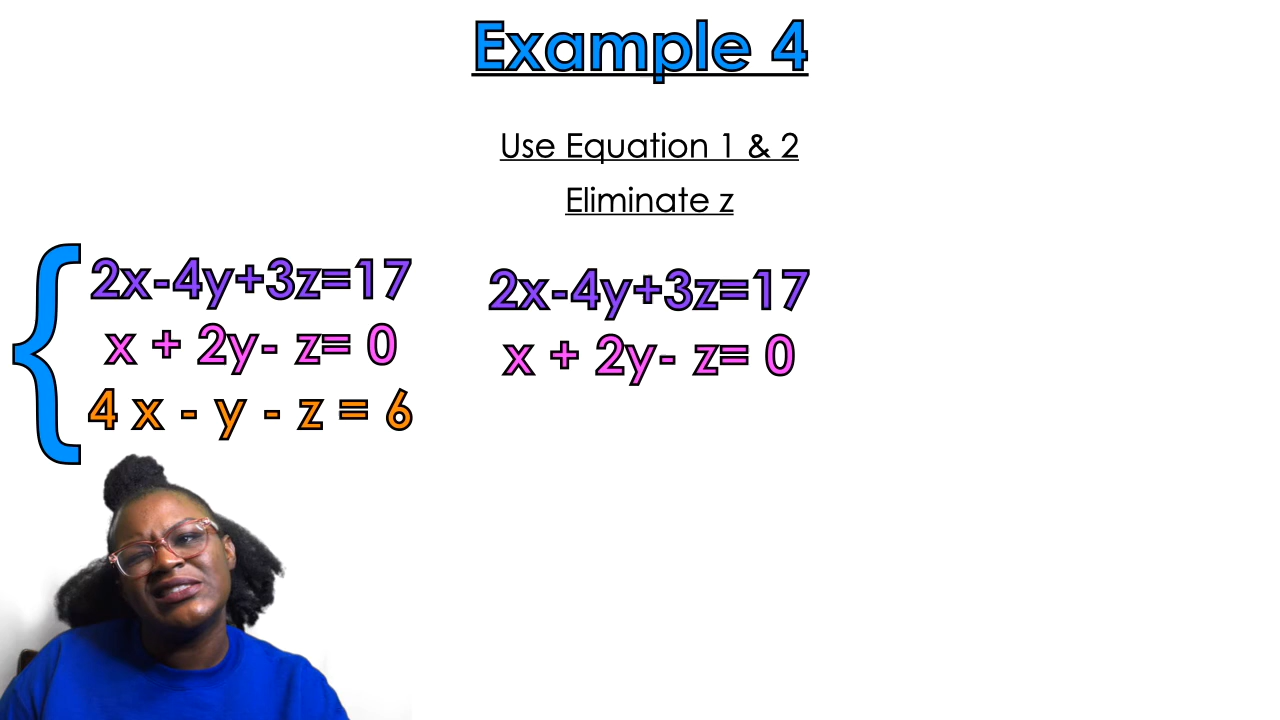 Example 4
Use Equation 1 & 2
Eliminate z
2x-4y+3z=17
x + 2y- z= 0
4 x - y - z = 6
2x-4y+3z=17
x + 2y- z= 0